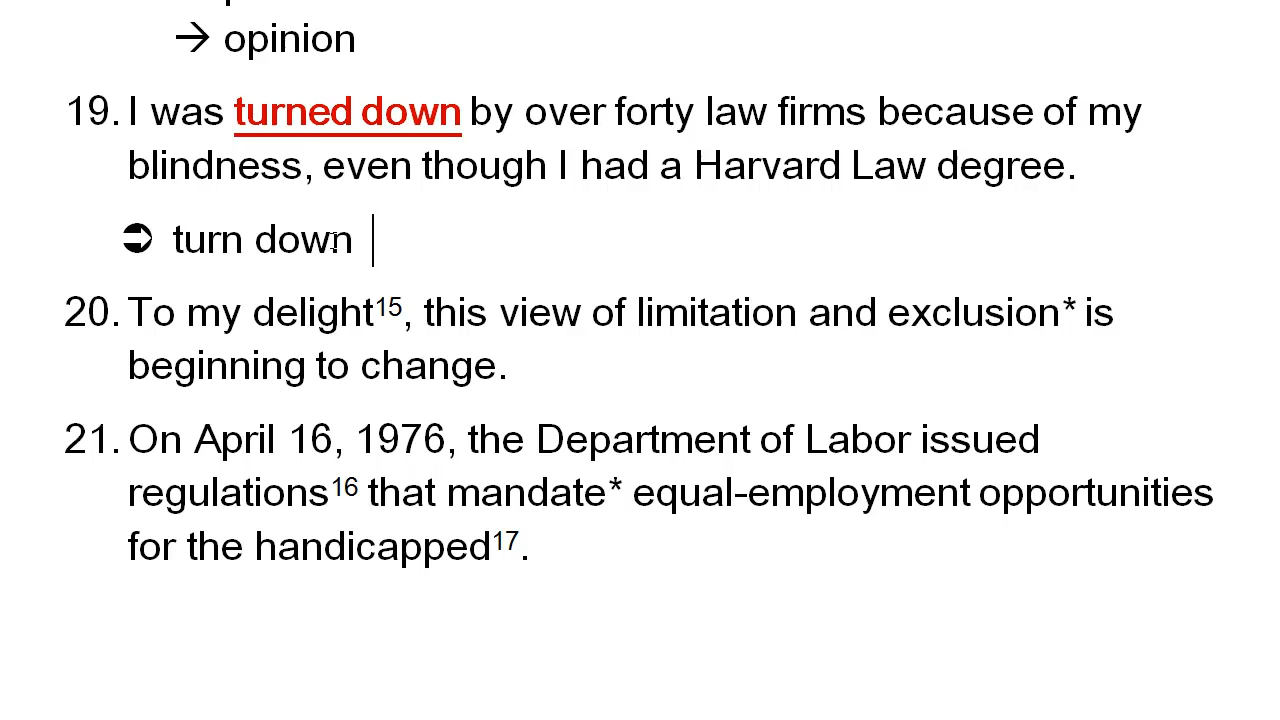 → opinion
19. I was turned down by over forty law firms because of my
blindness, even though I had a Harvard Law degree.
➲ turn down
20. To my delight15, this view of limitation and exclusion* is
beginning to change.
21. On April 16, 1976, the Department of Labor issued
regulations16 that mandate* equal-employment opportunities
for the handicapped17.